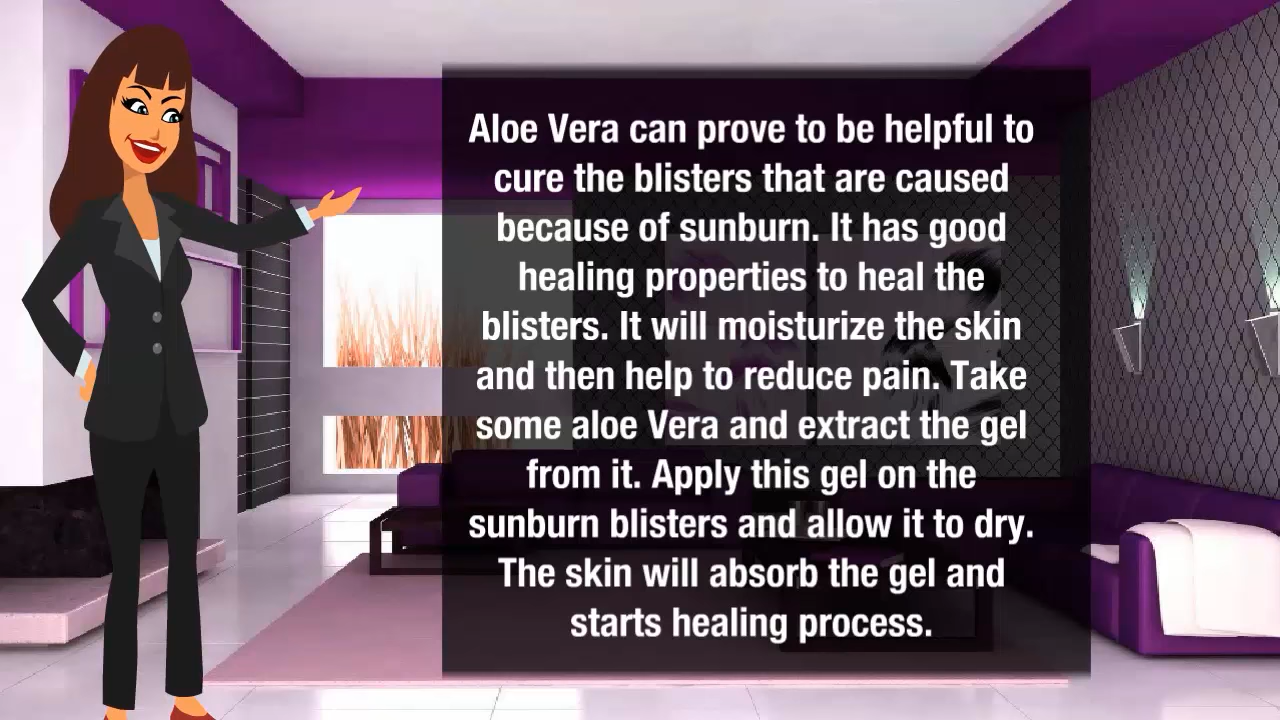 Aloe Vera can prove to be helpful to
cure the blisters that are caused
because of sunburn. It has good
healing properties to heal the
blisters. It will moisturize the skin
and then help to reduce pain. Take
some aloe Vera and extract the gel
from it. Apply this gel on the
sunburn blisters and allow it to dry.
The skin will absorb the gel and
starts healing process.